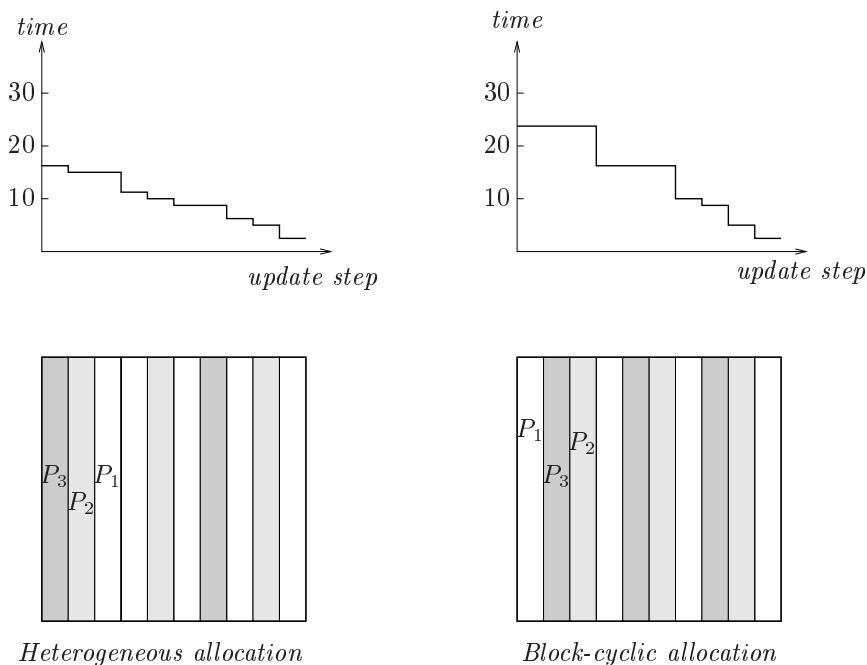 time
30
20
10
update step
time
30
20
10
update step
P₃
P₂
P₁
Heterogeneous allocation
P₁
P₃
P₂
Block-cyclic allocation